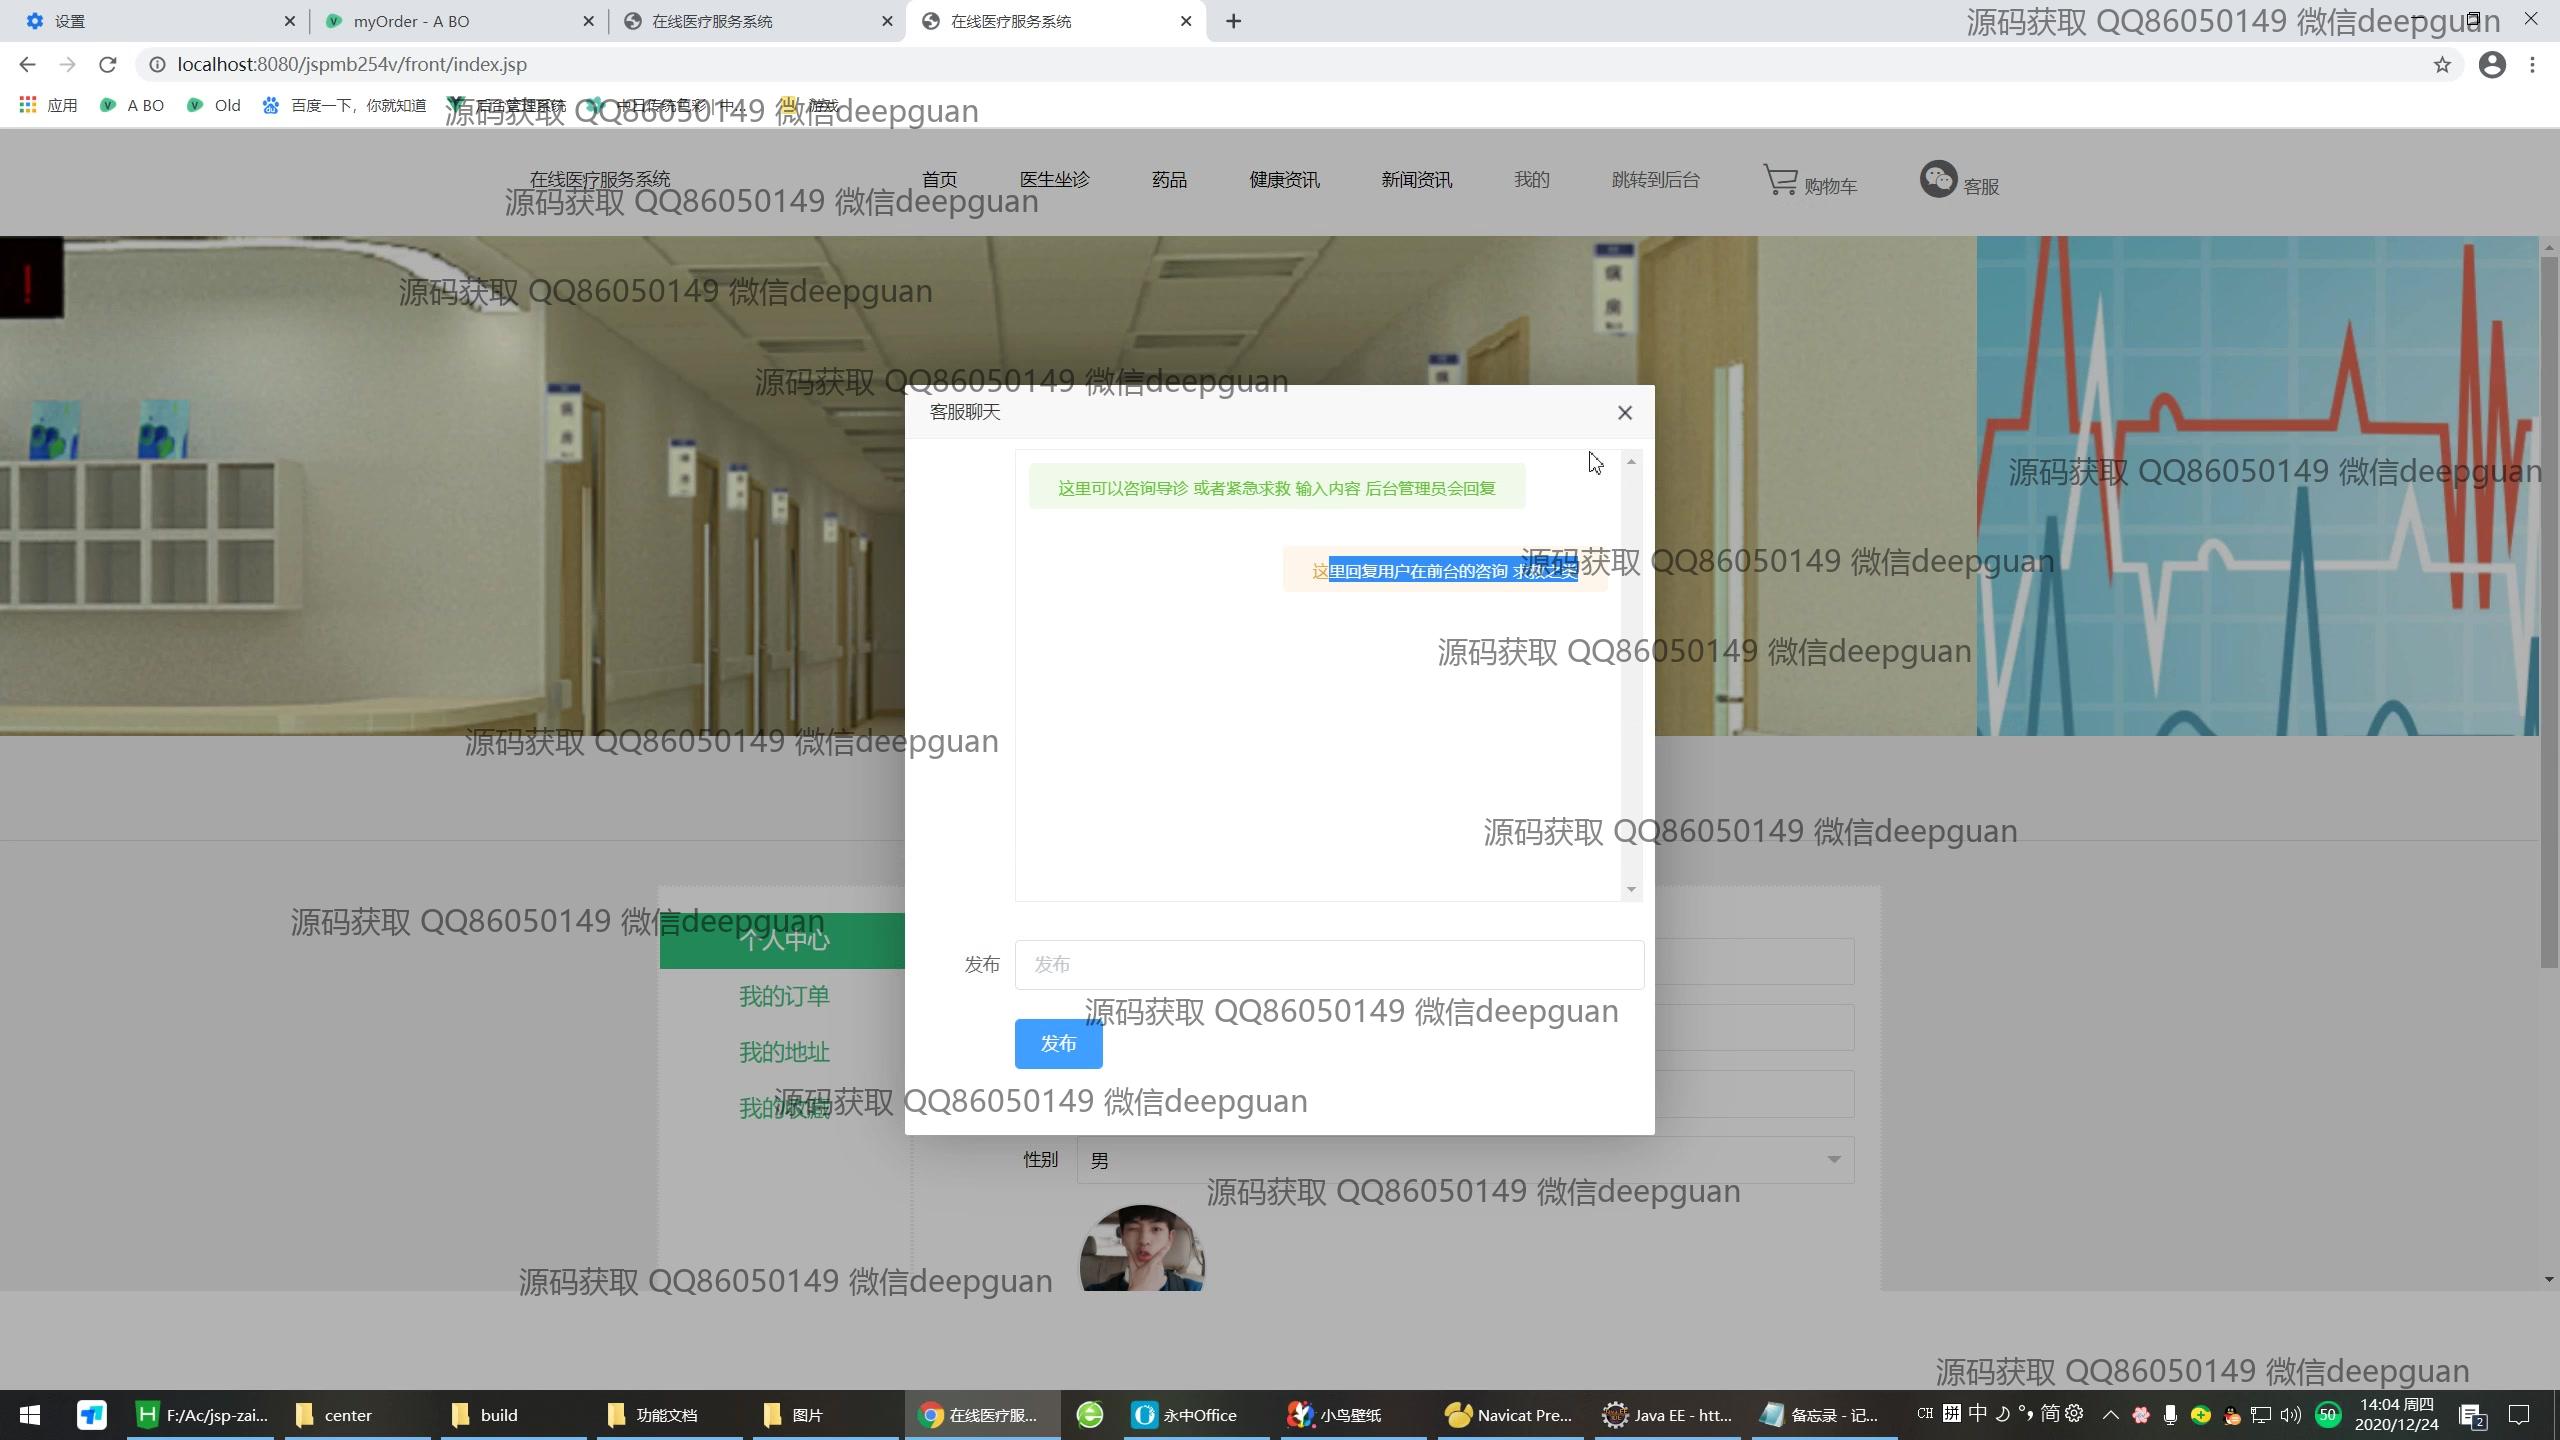 设置
myOrder - A BO
在线医疗服务系统
在线医疗服务系统
源码获取 QQ86050149 微信deepguan
localhost:8080/jspmb254v/front/index.jsp
应用
A BO
Old
百度一下，你就知道
后台管理系统
中日传统色彩 - 中...
游戏
源码获取 QQ86050149 微信deepguan
在线医疗服务系统
首页
医生坐诊
药品
健康资讯
新闻资讯
我的
跳转到后台
购物车
客服
源码获取 QQ86050149 微信deepguan
源码获取 QQ86050149 微信deepguan
源码获取 QQ86050149 微信deepguan
客服聊天
源码获取 QQ86050149 微信deepguan
这里可以咨询导诊 或者紧急求救 输入内容 后台管理员会回复
源码获取 QQ86050149 微信deepguan
这里回复用户在前台的咨询 求救之类
源码获取 QQ86050149 微信deepguan
源码获取 QQ86050149 微信deepguan
源码获取 QQ86050149 微信deepguan
源码获取 QQ86050149 微信deepguan
个人中心
发布
发布
我的订单
源码获取 QQ86050149 微信deepguan
发布
我的地址
我的收藏
源码获取 QQ86050149 微信deepguan
性别
男
源码获取 QQ86050149 微信deepguan
源码获取 QQ86050149 微信deepguan
源码获取 QQ86050149 微信deepguan
F:/Ac/jsp-zai...
center
build
功能文档
图片
在线医疗服...
永中Office
小鸟壁纸
Navicat Pre...
Java EE - htt...
备忘录 - 记...
CH
拼
中
简
50
14:04 周四
2020/12/24
2